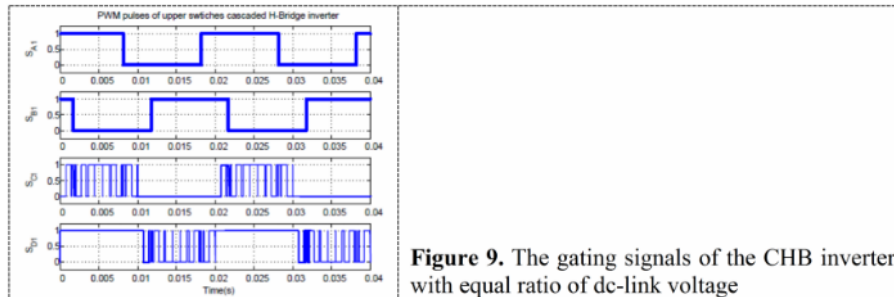 PWM pulses of upper swtiches cascaded H-Bridge inverter
SA1
1
0.5
0
0 0.005 0.01 0.015 0.02 0.025 0.03 0.035 0.04
SB1
1
0.5
0
0 0.005 0.01 0.015 0.02 0.025 0.03 0.035 0.04
SCI
1
0.5
0
0 0.005 0.01 0.015 0.02 0.025 0.03 0.035 0.04
SD1
1
0.5
0
0 0.005 0.01 0.015 0.02 0.025 0.03 0.035 0.04
Time(s)
Figure 9. The gating signals of the CHB inverter
with equal ratio of dc-link voltage